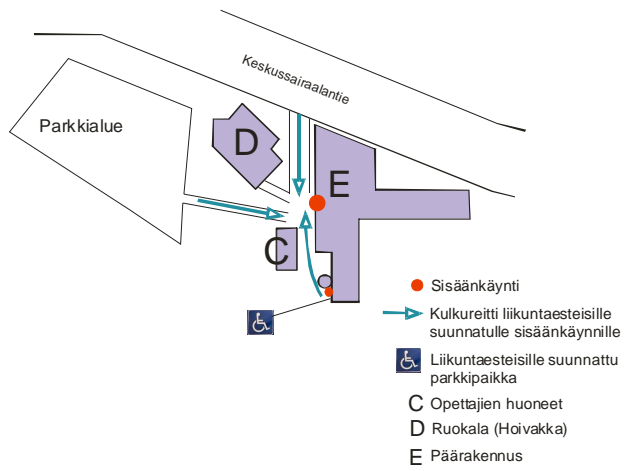 Keskussairaalantie
Parkkialue
D
E
C
Sisäänkäynti
Kulkureitti liikuntaesteisille
suunnatulle sisäänkäynnille
Liikuntaesteisille suunnattu
parkkipaikka
C Opettajien huoneet
D Ruokala (Hoivakka)
E Päärakennus